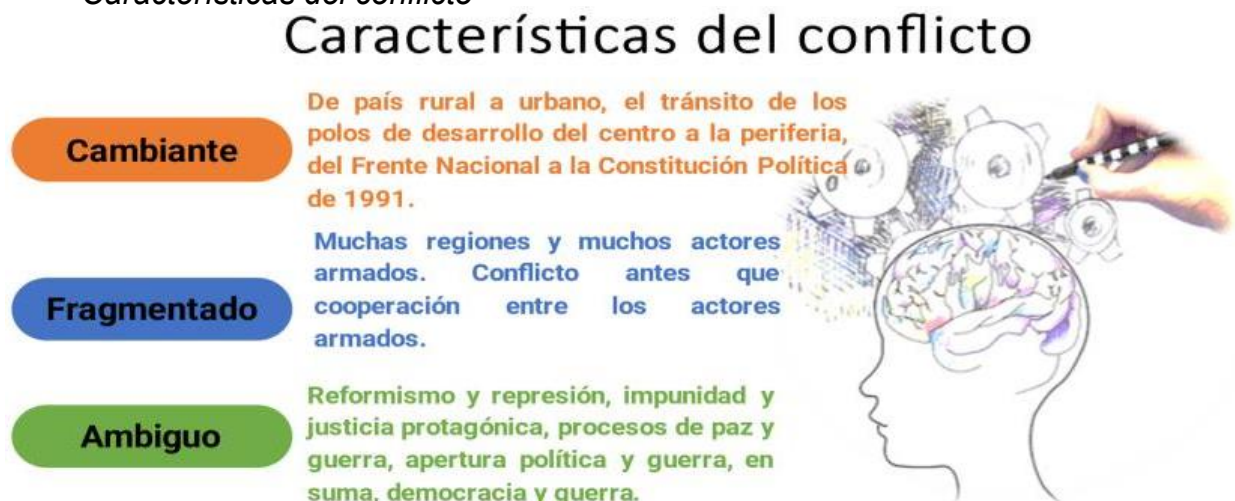 Características del conflicto
Características del conflicto
Cambiante
De país rural a urbano, el tránsito de los
polos de desarrollo del centro a la periferia,
del Frente Nacional a la Constitución Política
de 1991.
Fragmentado
Muchas regiones y muchos actores
armados. Conflicto antes que
cooperación entre los actores
armados.
Ambiguo
Reformismo y represión, impunidad y
justicia protagónica, procesos de paz y
guerra, apertura política y guerra, en
suma, democracia y guerra.